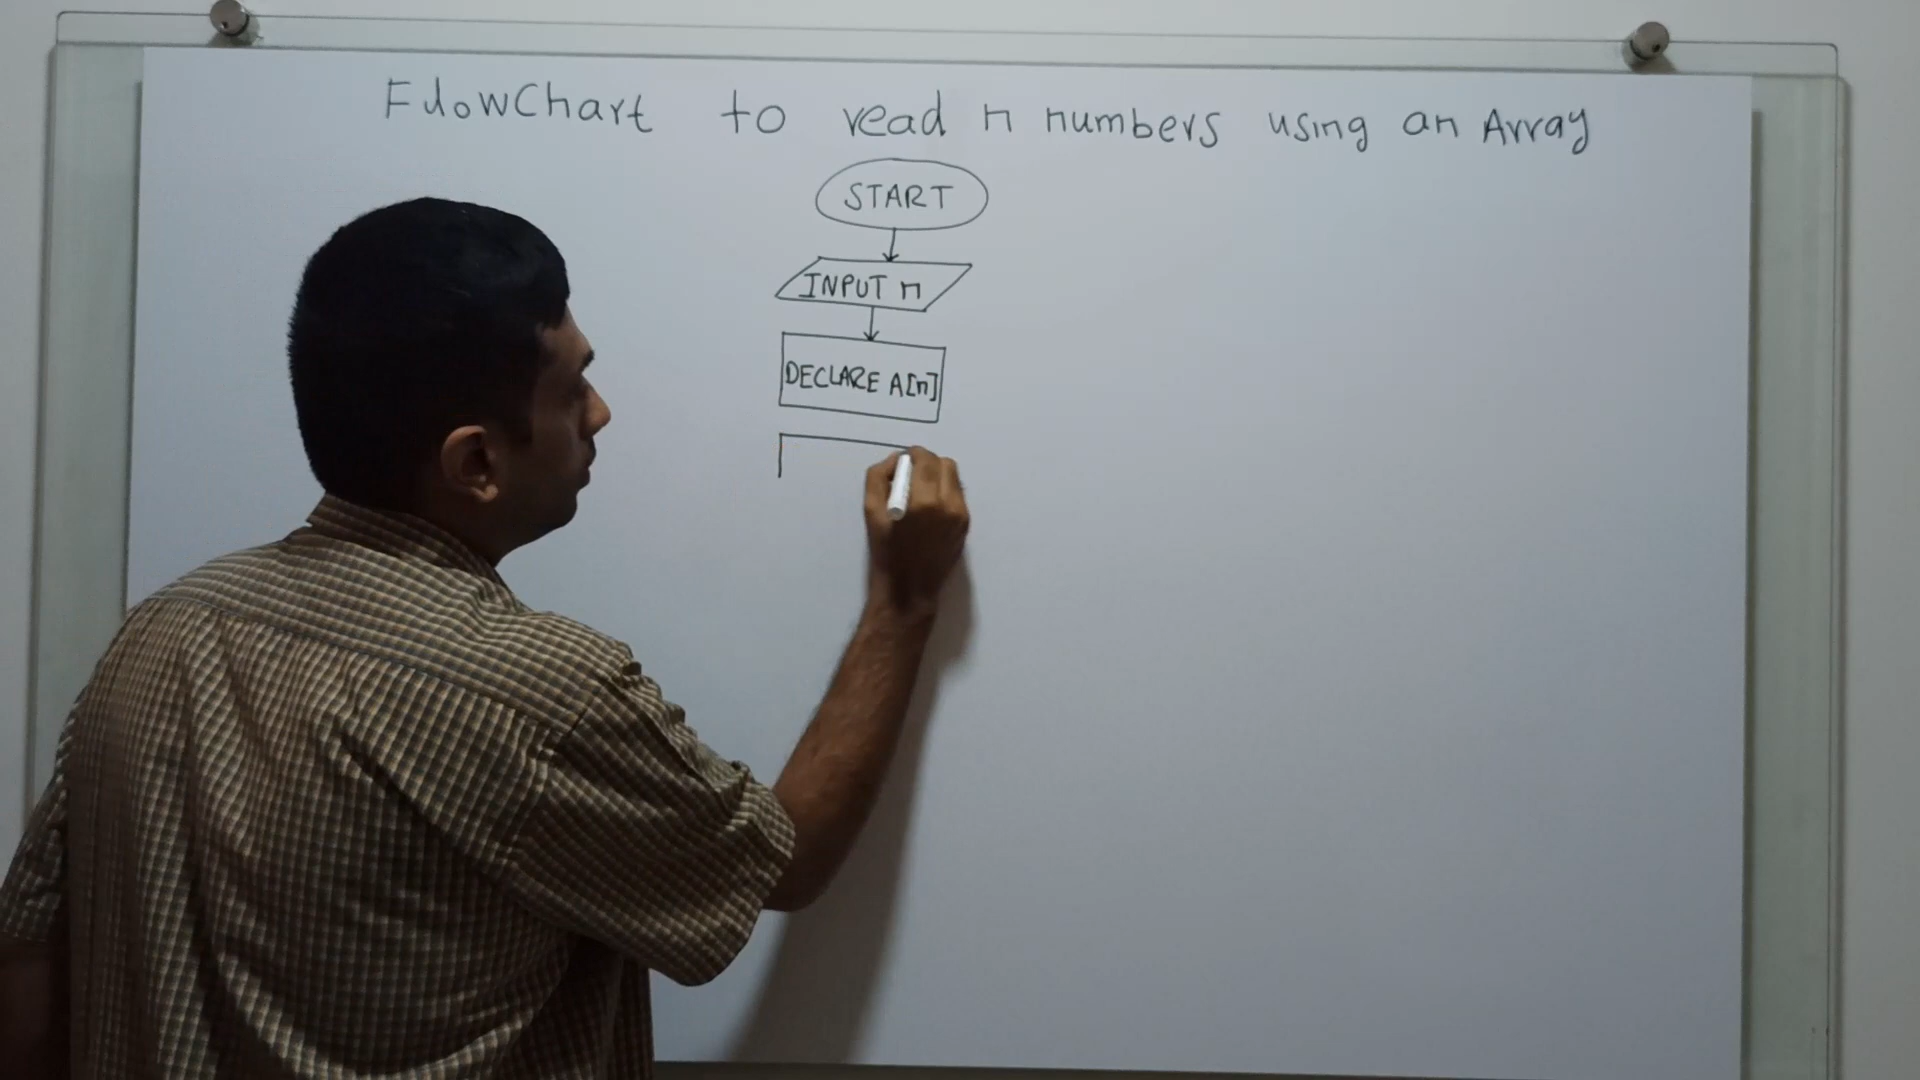 FlowChart to read n numbers using an Array
START
INPUT n
DECLARE A[n]